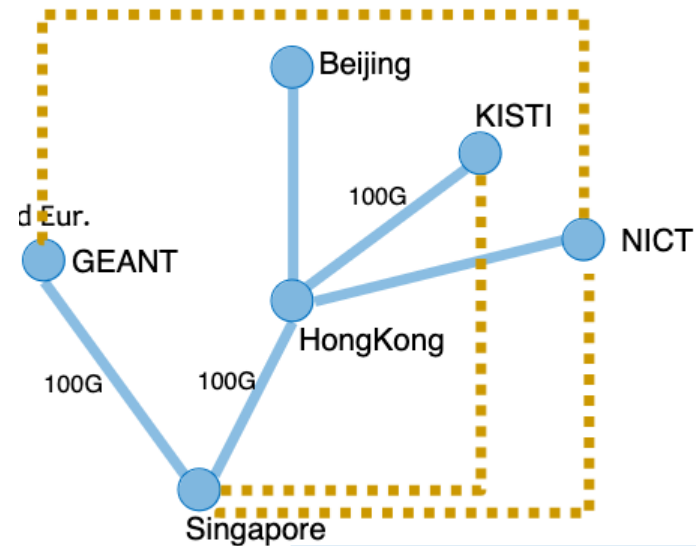 Beijing
KISTI
100G
d Eur.
GEANT
NICT
HongKong
100G
100G
Singapore